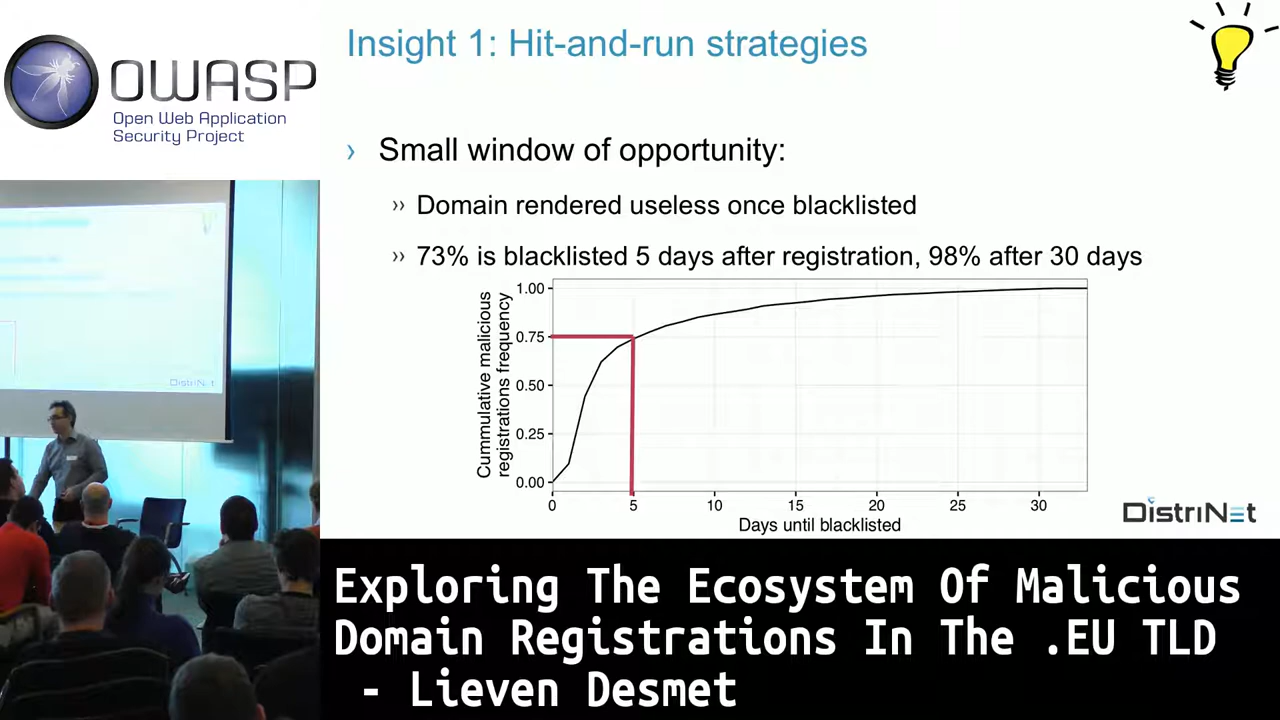 OWASP
Open Web Application
Security Project
Insight 1: Hit-and-run strategies
› Small window of opportunity:
›› Domain rendered useless once blacklisted
›› 73% is blacklisted 5 days after registration, 98% after 30 days
Cummulative malicious
registrations frequency
1.00
0.75
0.50
0.25
0.00
0 5 10 15 20 25 30
Days until blacklisted
DistriNet
DistriNet
Exploring The Ecosystem Of Malicious
Domain Registrations In The .EU TLD
- Lieven Desmet